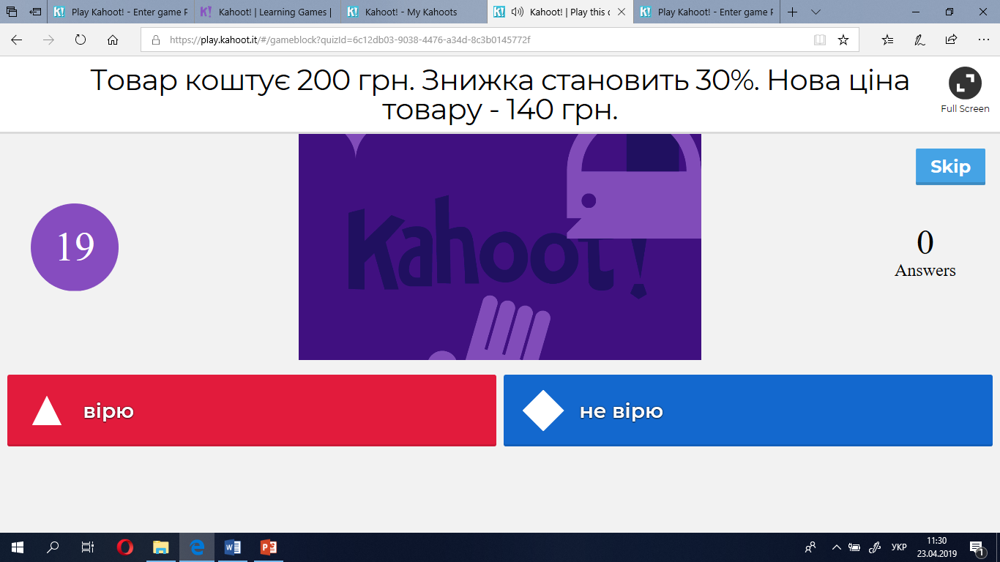 Play Kahoot! - Enter game P
Kahoot! | Learning Games |
Kahoot! - My Kahoots
Kahoot! | Play this q
Play Kahoot! - Enter game P
https://play.kahoot.it/#/gameblock?quizId=6c12db03-9038-4476-a34d-8c3b0145772f
Товар коштує 200 грн. Знижка становить 30%. Нова ціна
товару - 140 грн.
Full Screen
Skip
19
Kahoot!
0
Answers
вірю
не вірю
УКР
11:30
23.04.2019
1